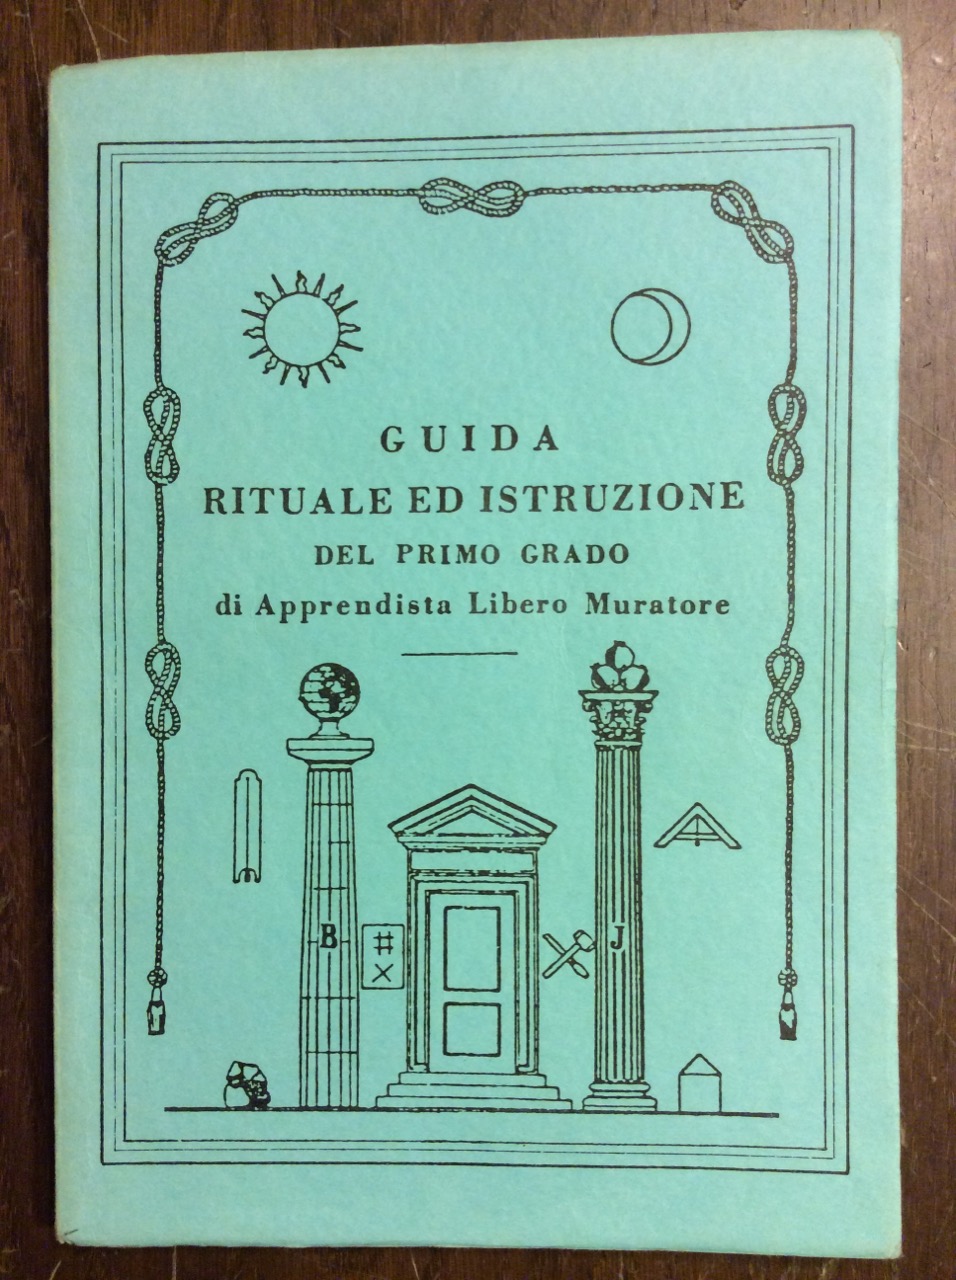 GUIDA
RITUALE ED ISTRUZIONE
DEL PRIMO GRADO
di Apprendista Libero Muratore
B
J